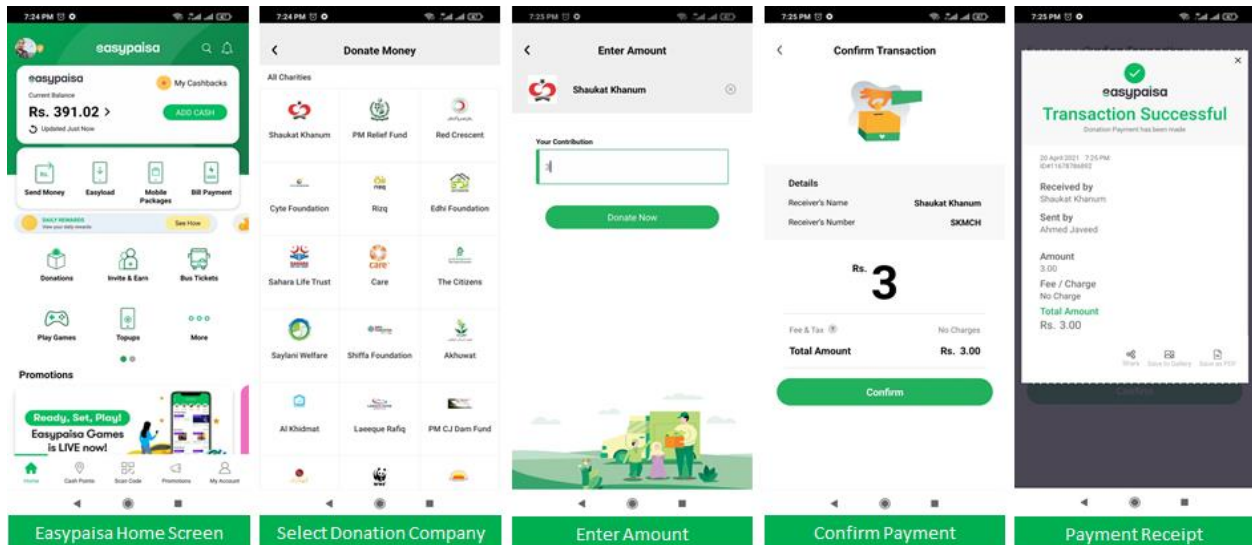 7:24 PM
easypaisa
easypaisa
My Cashbacks
Current Balance
Rs. 391.02 >
ADD CASH
Updated Just Now
Send Money
Easyload
Mobile
Packages
Bill Payment
DAILY REWARDS
View your daily rewards
See How
Donations
Invite & Earn
Bus Tickets
Play Games
Topups
More
Promotions
Ready, Set, Play!
Easypaisa Games
is LIVE now!
Home
Cash Points
Scan Code
Promotions
My Account
Easypaisa Home Screen
7:24 PM
Donate Money
All Charities
Shaukat Khanum
PM Relief Fund
Red Crescent
Cyte Foundation
Rizq
Edhi Foundation
Sahara Life Trust
Care
The Citizens
Saylani Welfare
Shiffa Foundation
Akhuwat
Al Khidmat
Laeeque Rafiq
PM CJ Dam Fund
WWF
Select Donation Company
7:25 PM
Enter Amount
Shaukat Khanum
Your Contribution
3
Donate Now
Enter Amount
7:25 PM
Confirm Transaction
Details
Receiver's Name
Shaukat Khanum
Receiver's Number
SKMCH
Rs. 3
Fee & Tax
No Charges
Total Amount
Rs. 3.00
Confirm
Confirm Payment
7:25 PM
easypaisa
Transaction Successful
Donation Payment has been made
20 April 2021 7:25 PM
ID#11678786892
Received by
Shaukat Khanum
Sent by
Ahmed Javeed
Amount
3.00
Fee / Charge
No Charge
Total Amount
Rs. 3.00
Share
Save to Gallery
Save as PDF
Payment Receipt